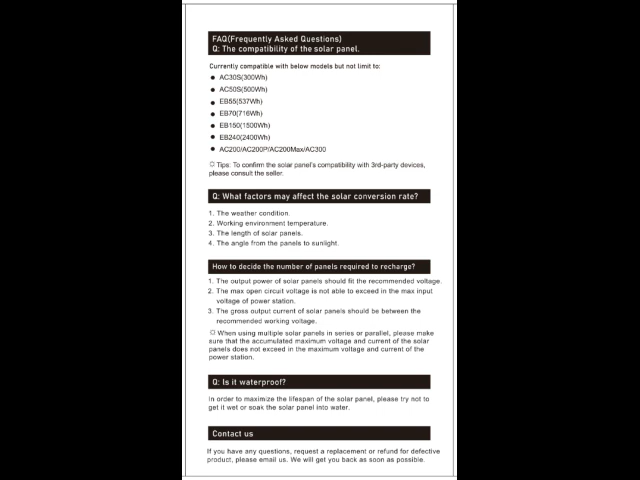 FAQ(Frequently Asked Questions)
Q: The compatibility of the solar panel.
Currently compatible with below models but not limit to:
● AC30S(300Wh)
● AC50S(500Wh)
● EB55(537Wh)
● EB70(716Wh)
● EB150(1500Wh)
● EB240(2400Wh)
● AC200/AC200P/AC200Max/AC300
Tips: To confirm the solar panel's compatibility with 3rd-party devices,
please consult the seller.
Q: What factors may affect the solar conversion rate?
1. The weather condition.
2. Working environment temperature.
3. The length of solar panels.
4. The angle from the panels to sunlight.
How to decide the number of panels required to recharge?
1. The output power of solar panels should fit the recommended voltage.
2. The max open circuit voltage is not able to exceed in the max input
voltage of power station.
3. The gross output current of solar panels should be between the
recommended working voltage.
When using multiple solar panels in series or parallel, please make
sure that the accumulated maximum voltage and current of the solar
panels does not exceed in the maximum voltage and current of the
power station.
Q: Is it waterproof?
In order to maximize the lifespan of the solar panel, please try not to
get it wet or soak the solar panel into water.
Contact us
If you have any questions, request a replacement or refund for defective
product, please email us. We will get you back as soon as possible.